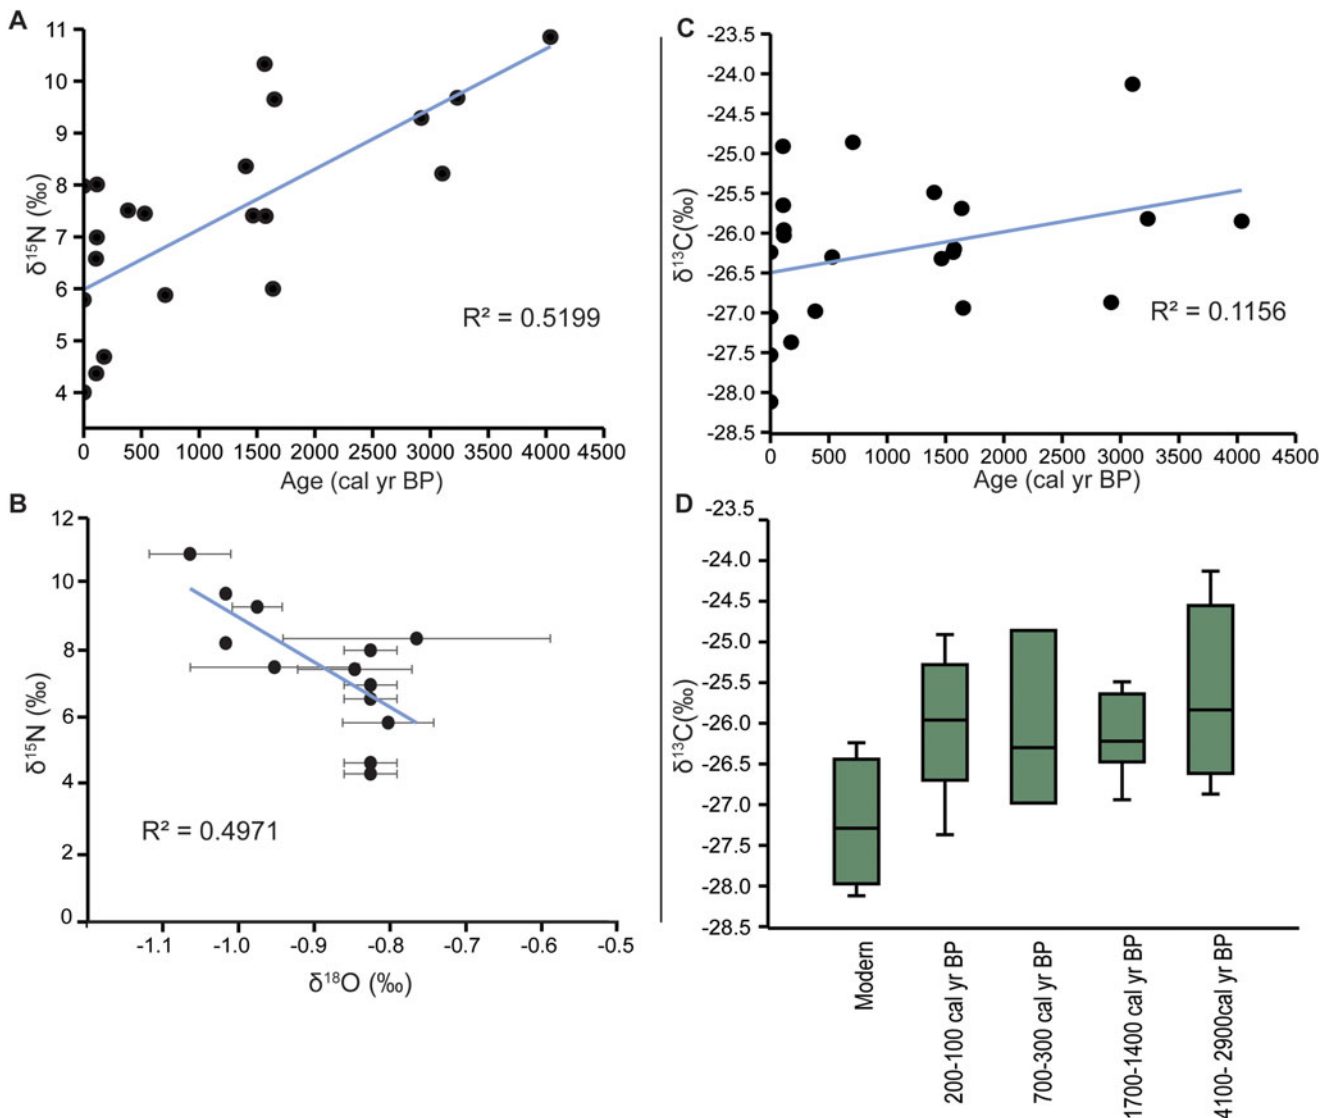 A
11
10
9
8
7
6
5
4
δ¹⁵N (‰)
R² = 0.5199
0 500 1000 1500 2000 2500 3000 3500 4000 4500
Age (cal yr BP)
B
12
10
8
6
4
2
0
δ¹⁵N (‰)
R² = 0.4971
-1.1 -1.0 -0.9 -0.8 -0.7 -0.6 -0.5
δ¹⁸O (‰)
C
-23.5
-24.0
-24.5
-25.0
-25.5
-26.0
-26.5
-27.0
-27.5
-28.0
-28.5
δ¹³C(‰)
R² = 0.1156
0 500 1000 1500 2000 2500 3000 3500 4000 4500
Age (cal yr BP)
D
-23.5
-24.0
-24.5
-25.0
-25.5
-26.0
-26.5
-27.0
-27.5
-28.0
-28.5
δ¹³C(‰)
Modern
200-100 cal yr BP
700-300 cal yr BP
1700-1400 cal yr BP
4100- 2900cal yr BP